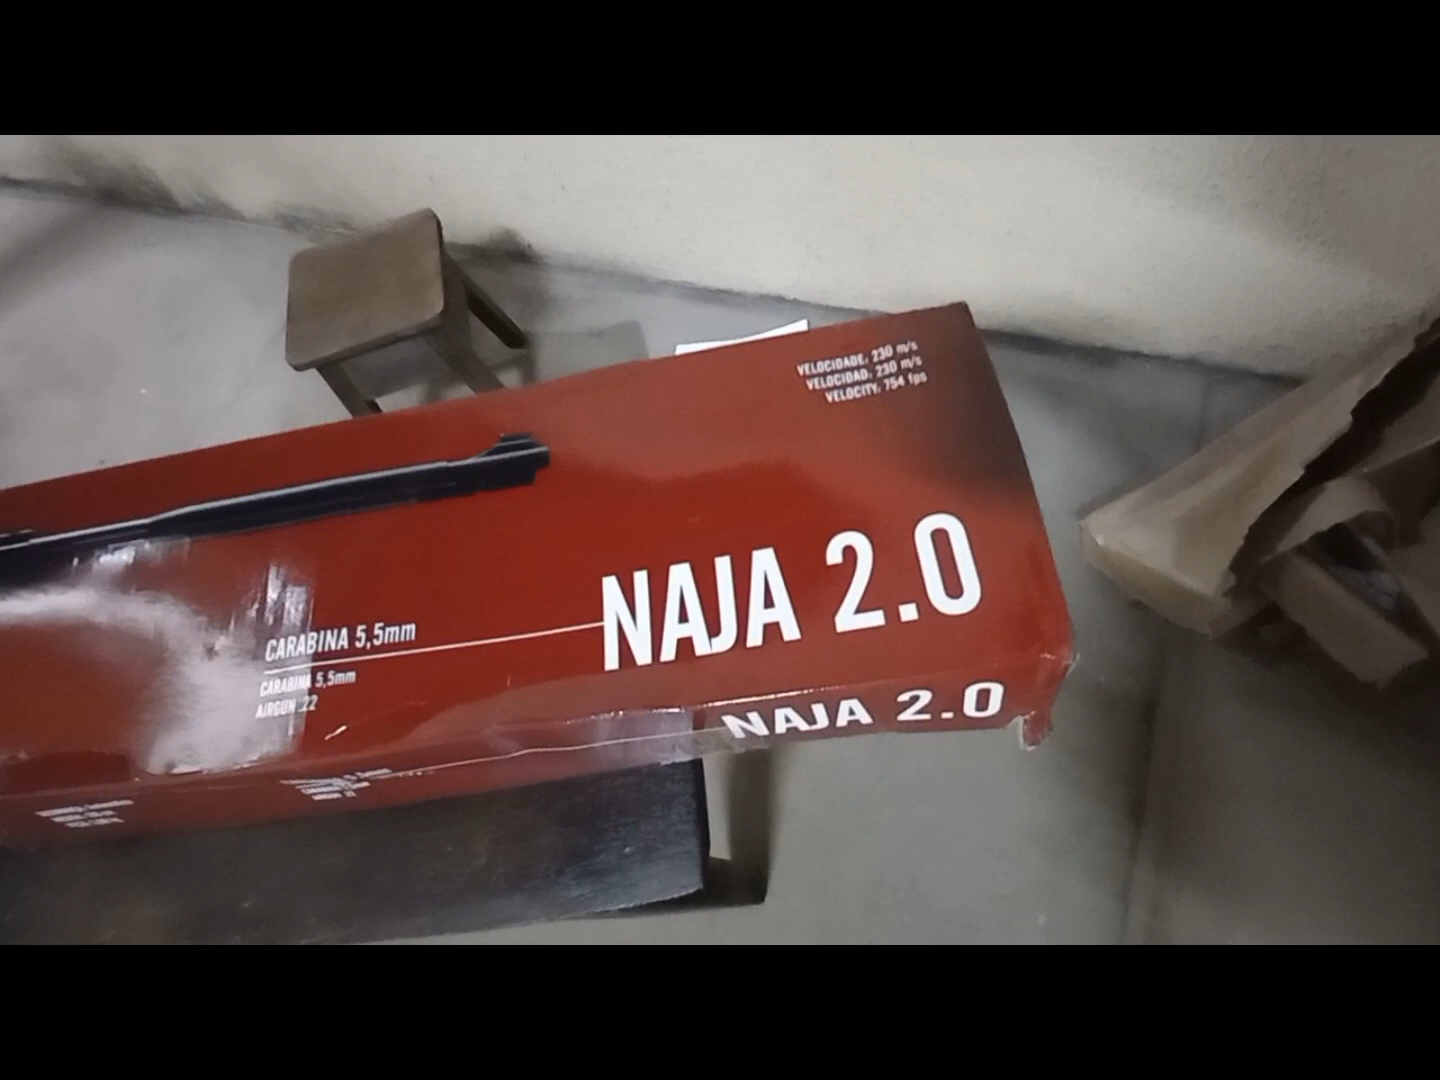 VELOCIDADE: 230 m/s
VELOCIDAD: 230 m/s
VELOCITY: 754 fps
NAJA 2.0
CARABINA 5,5mm
CARABINA 5,5mm
AIRGUN .22
NAJA 2.0